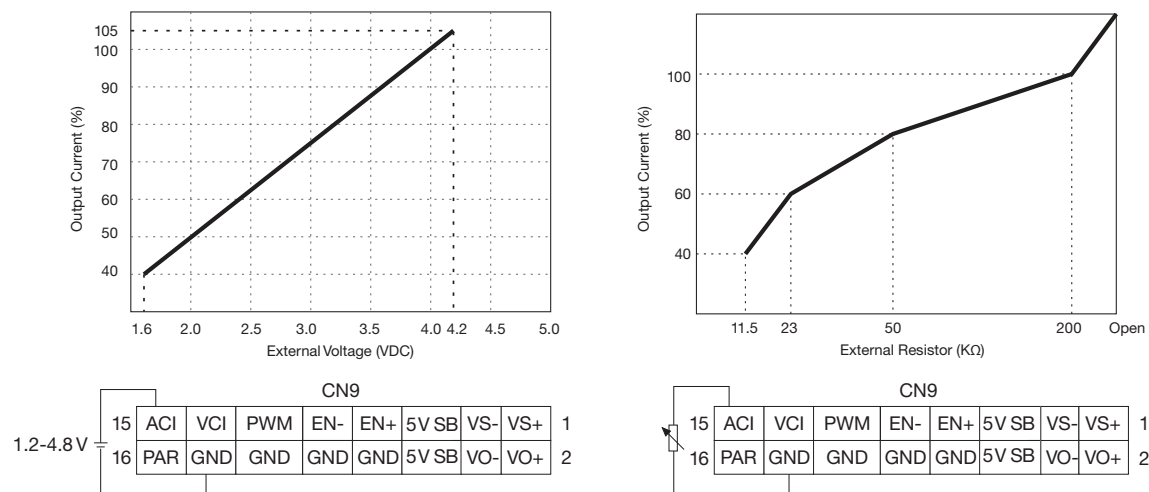 105
100
90
80
70
60
50
40
Output Current (%)
1.6 2.0 2.5 3.0 3.5 4.0 4.2 4.5 5.0
External Voltage (VDC)
100
80
60
40
Output Current (%)
11.5 23 50 200 Open
External Resistor (KΩ)
CN9
15 ACI VCI PWM EN- EN+ 5V SB VS- VS+ 1
1.2-4.8 V
16 PAR GND GND GND GND 5V SB VO- VO+ 2
CN9
15 ACI VCI PWM EN- EN+ 5V SB VS- VS+ 1
16 PAR GND GND GND GND 5V SB VO- VO+ 2